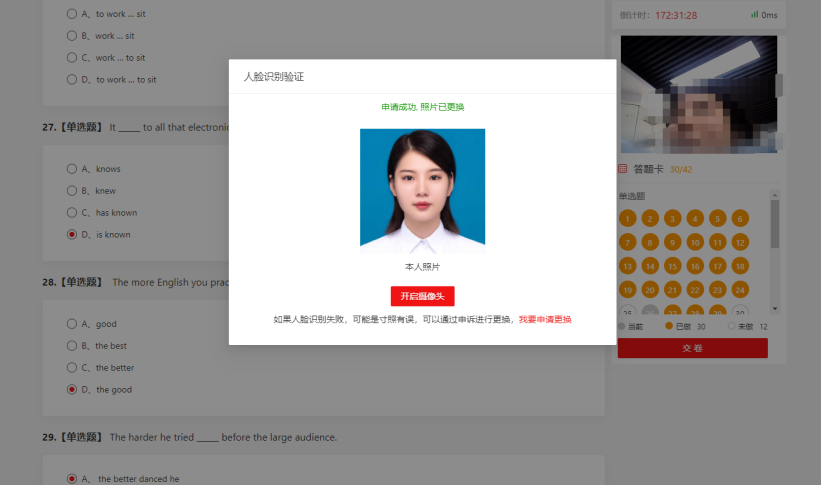 A、to work ... sit
B、work ... sit
C、work ... to sit
D、to work ... to sit
27.【单选题】 It _____ to all that electronic
A、knows
B、knew
C、has known
D、is known
28.【单选题】 The more English you prac
A、good
B、the best
C、the better
D、the good
29.【单选题】 The harder he tried _____ before the large audience.
A、the better danced he
人脸识别验证
申请成功, 照片已更换
本人照片
开启摄像头
如果人脸识别失败，可能是寸照有误，可以通过申诉进行更换，我要申请更换
倒计时：172:31:28
0ms
答题卡 30/42
单选题
1 2 3 4 5 6
7 8 9 10 11 12
13 14 15 16 17 18
19 20 21 22 23 24
当前 已做 30 未做 12
交 卷